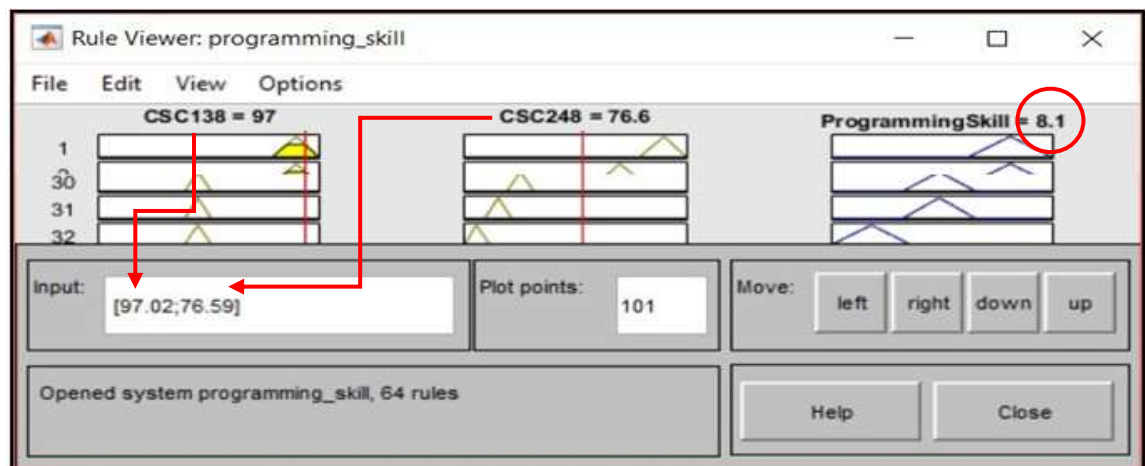 Rule Viewer: programming_skill
File Edit View Options
CSC138 = 97 CSC248 = 76.6 ProgrammingSkill = 8.1
1
30
31
32
Input: [97.02;76.59] Plot points: 101 Move: left right down up
Opened system programming_skill, 64 rules Help Close